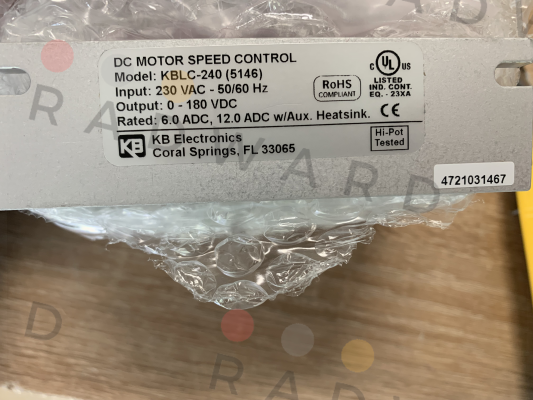 DC MOTOR SPEED CONTROL
Model: KBLC-240 (5146)
Input: 230 VAC - 50/60 Hz
Output: 0 - 180 VDC
Rated: 6.0 ADC, 12.0 ADC w/Aux. Heatsink.
KB KB Electronics
Coral Springs, FL 33065
RoHS
COMPLIANT
C UL US
LISTED
IND. CONT.
EQ. - 23XA
CE
Hi-Pot
Tested
4721031467
RADWARD